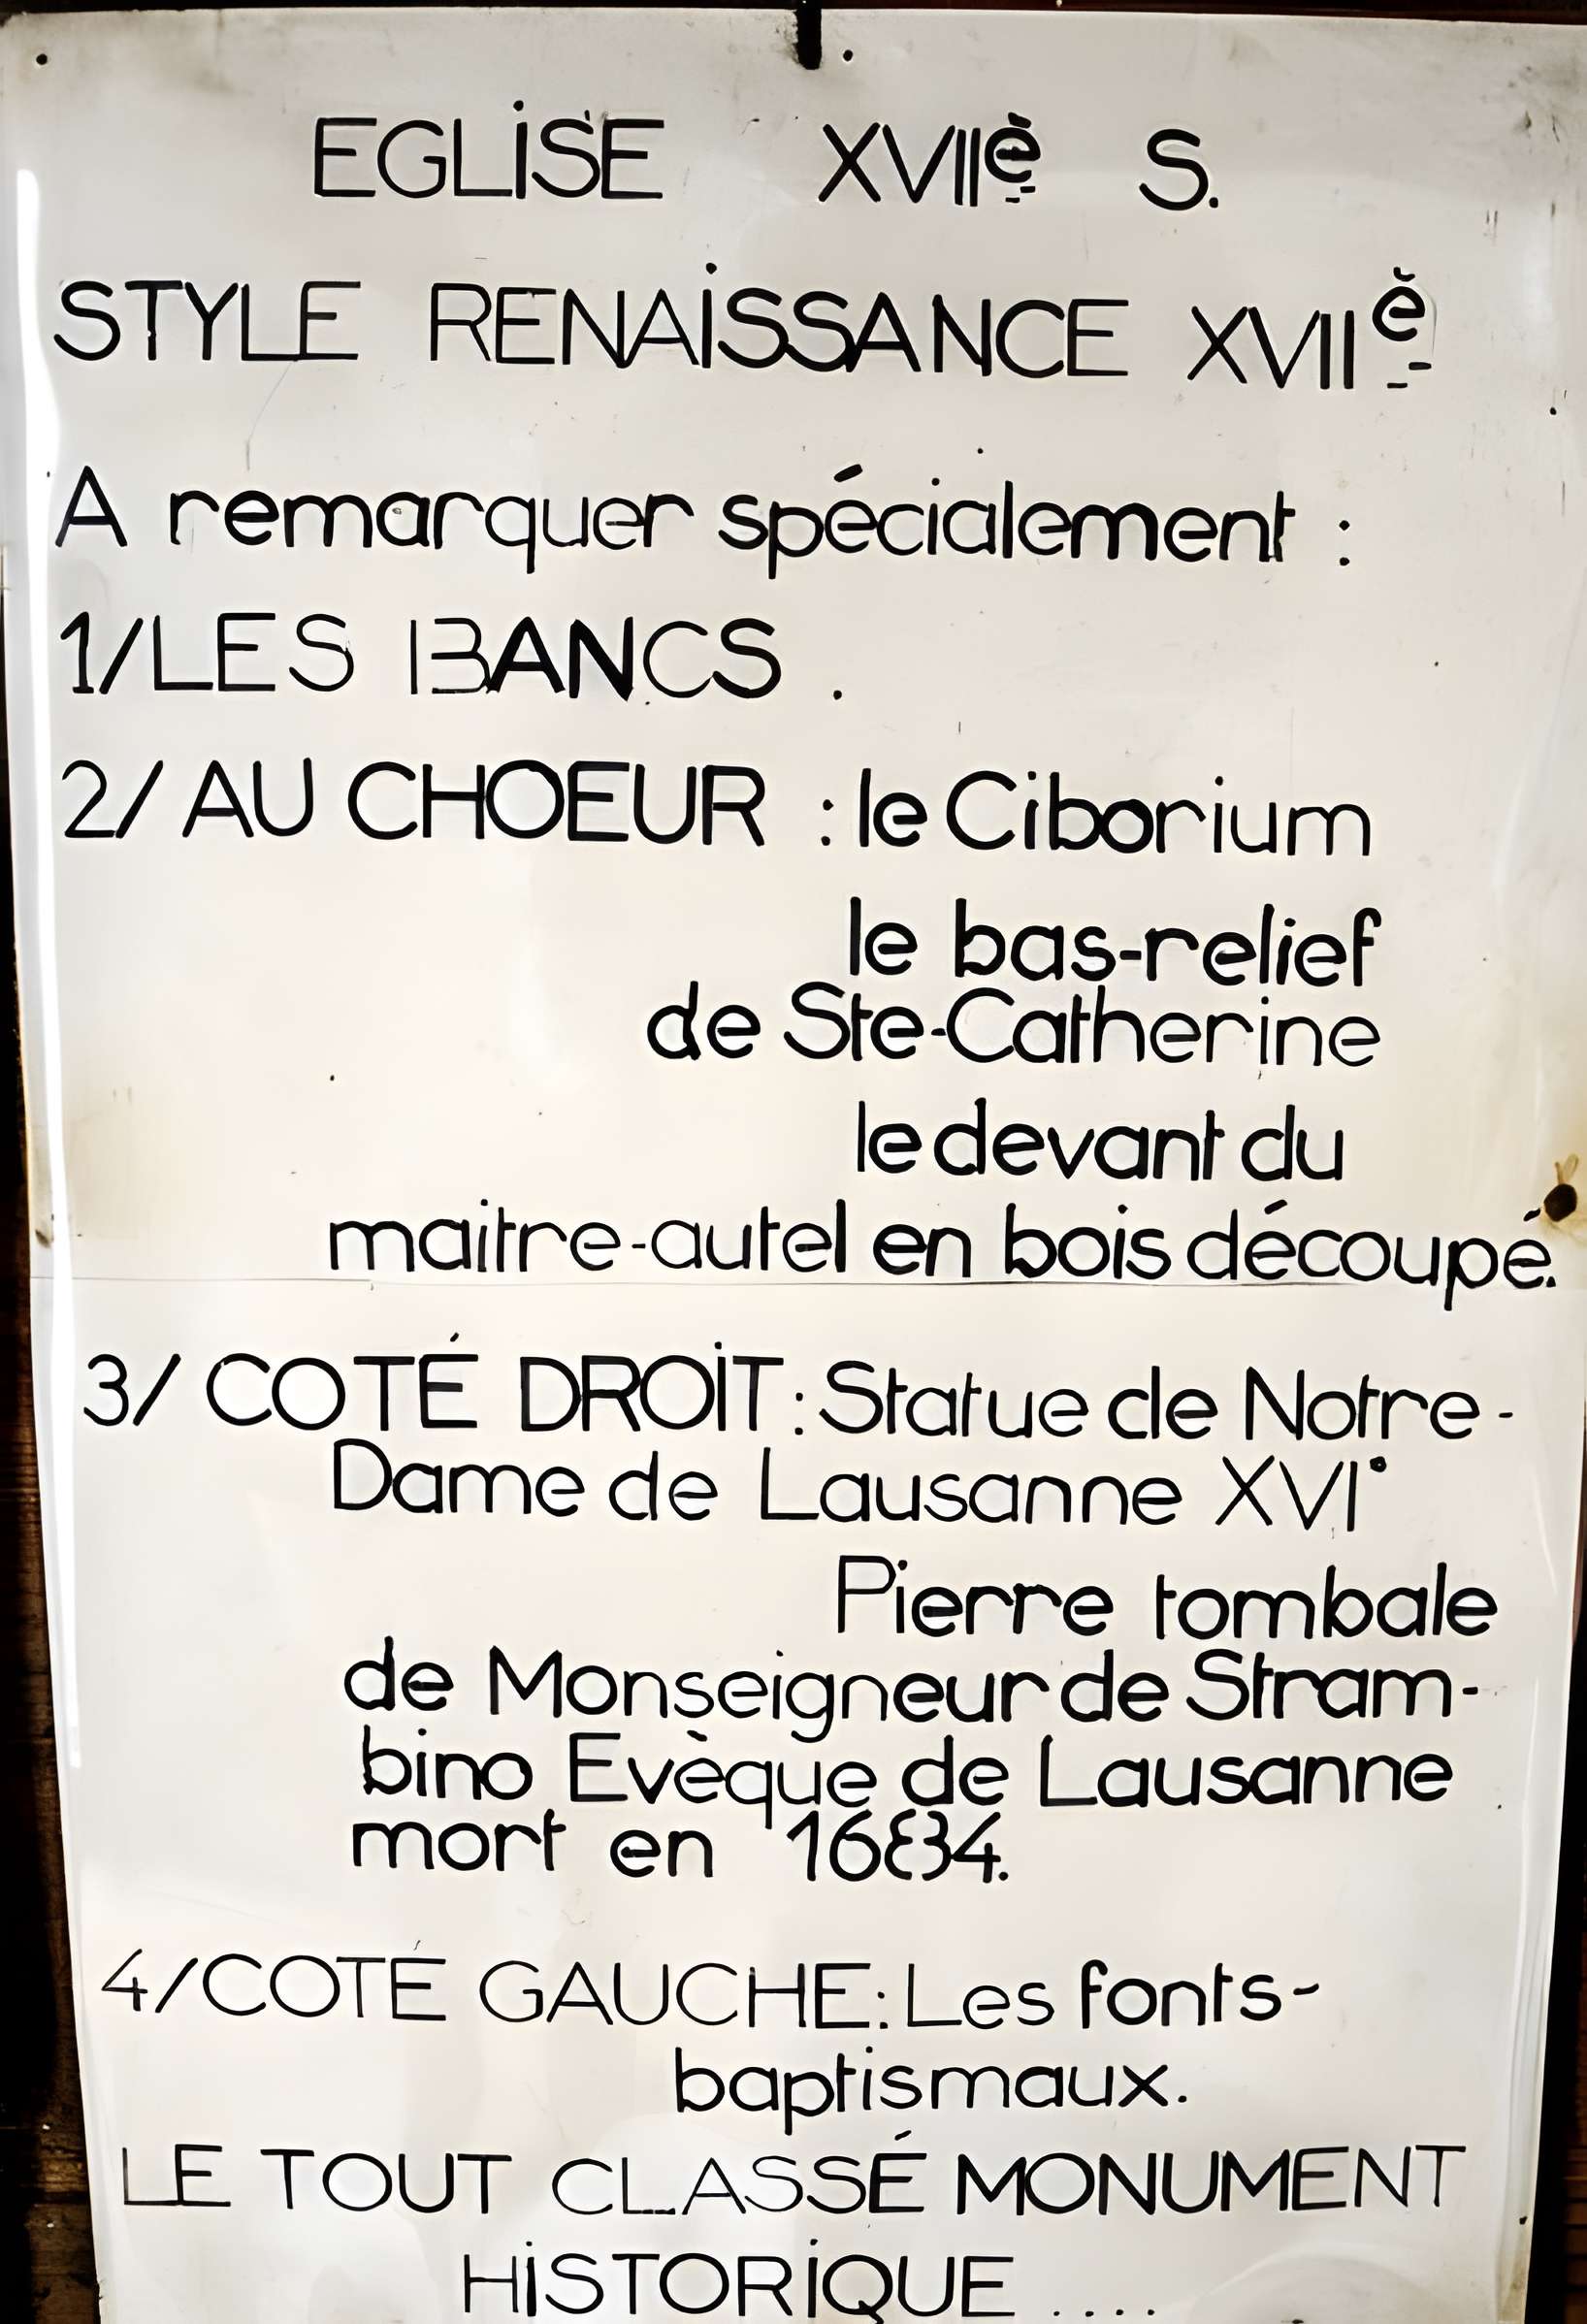 EGLISE XVIIè S.
STYLE RENAISSANCE XVIIè
A remarquer spécialement :
1/LES BANCS .
2/ AU CHOEUR : le Ciborium
le bas-relief
de Ste-Catherine
le devant du
maitre-autel en bois découpé.
3/ COTÉ DROIT : Statue de Notre-
Dame de Lausanne XVI°
Pierre tombale
de Monseigneur de Stram-
bino Evèque de Lausanne
mort en 1684.
4/COTÉ GAUCHE : Les fonts-
baptismaux.
LE TOUT CLASSÉ MONUMENT
HISTORIQUE ....